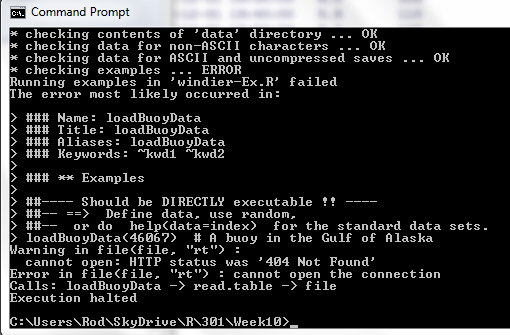 Command Prompt
* checking contents of 'data' directory ... OK
* checking data for non-ASCII characters ... OK
* checking data for ASCII and uncompressed saves ... OK
* checking examples ... ERROR
Running examples in 'windier-Ex.R' failed
The error most likely occurred in:
> ### Name: loadBuoyData
> ### Title: loadBuoyData
> ### Aliases: loadBuoyData
> ### Keywords: ~kwd1 ~kwd2
>
> ### ** Examples
>
> ##---- Should be DIRECTLY executable !! ----
> ##-- ==>  Define data, use random,
> ##--  or do  help(data=index)  for the standard data sets.
> loadBuoyData(46067)  # A buoy in the Gulf of Alaska
Warning in file(file, "rt") :
  cannot open: HTTP status was '404 Not Found'
Error in file(file, "rt") : cannot open the connection
Calls: loadBuoyData -> read.table -> file
Execution halted
C:\Users\Rod\SkyDrive\R\301\Week10>